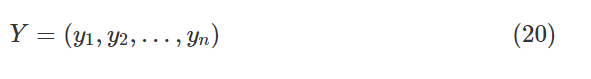 Y = (y₁, y₂, . . . , yₙ) (20)